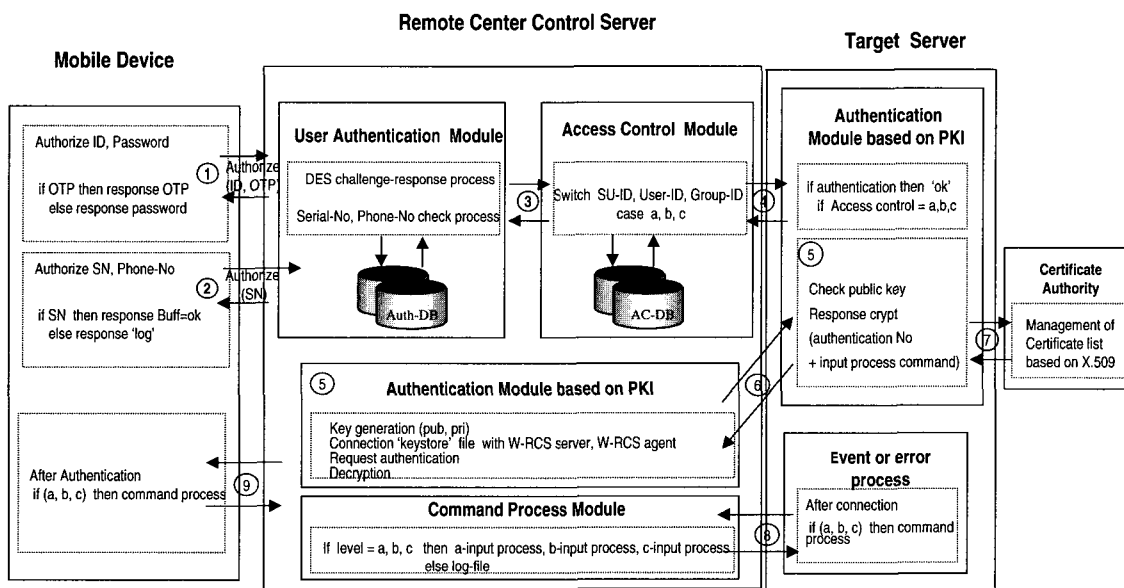 Remote Center Control Server
Mobile Device
Target Server
Authorize ID, Password
if OTP then response OTP
else response password
1
Authorize
(ID, OTP)
Authorize SN, Phone-No
if SN then response Buff=ok
else response 'log'
2
Authorize
(SN)
After Authentication
if (a, b, c) then command process
9
User Authentication Module
DES challenge-response process
Serial-No, Phone-No check process
Auth-DB
3
Access Control Module
Switch SU-ID, User-ID, Group-ID
case a, b, c
AC-DB
4
5
Authentication Module based on PKI
Key generation (pub, pri)
Connection 'keystore' file with W-RCS server, W-RCS agent
Request authentication
Decryption
6
Command Process Module
If level = a, b, c then a-input process, b-input process, c-input process
else log-file
8
Authentication
Module based on PKI
if authentication then 'ok'
if Access control = a,b,c
5
Check public key
Response crypt
(authentication No
+ input process command)
7
Certificate
Authority
Management of
Certificate list
based on X.509
Event or error
process
After connection
if (a, b, c) then command
process